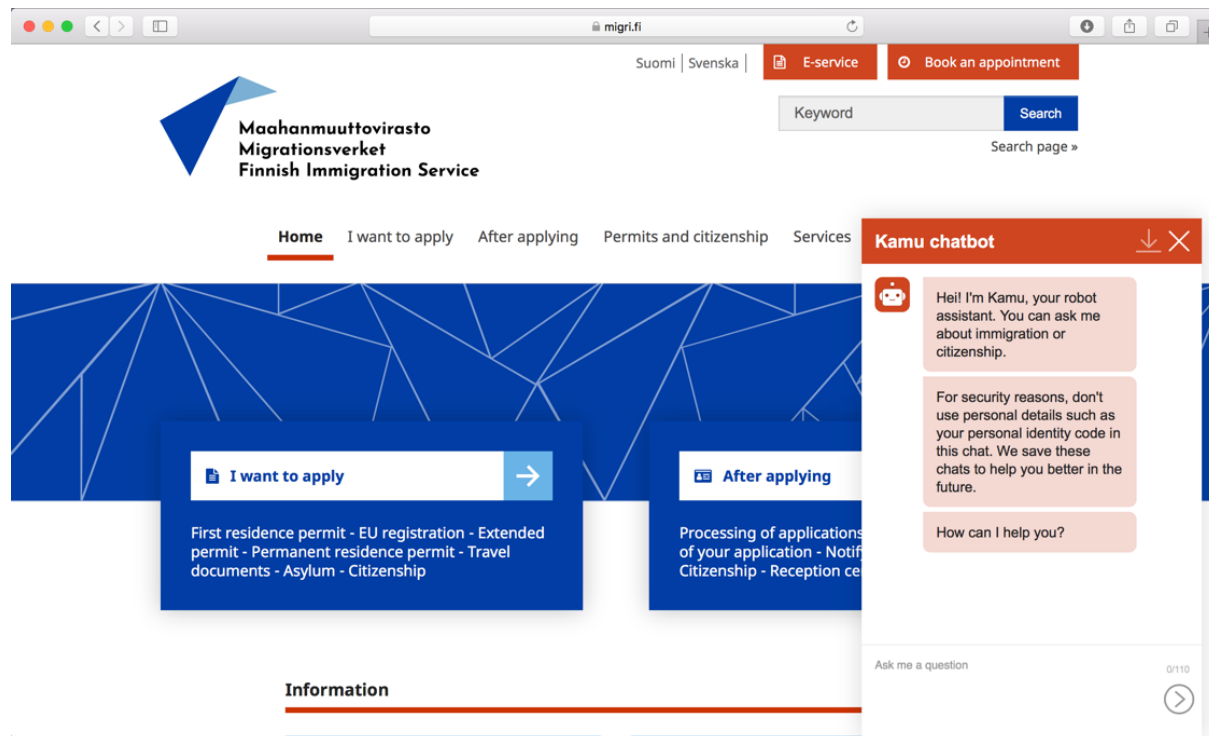 migri.fi
Suomi | Svenska |
E-service
Book an appointment
Keyword
Search
Search page »
Maahanmuuttovirasto
Migrationsverket
Finnish Immigration Service
Home
I want to apply
After applying
Permits and citizenship
Services
Kamu chatbot
Hei! I'm Kamu, your robot
assistant. You can ask me
about immigration or
citizenship.
For security reasons, don't
use personal details such as
your personal identity code in
this chat. We save these
chats to help you better in the
future.
How can I help you?
Ask me a question
0/110
I want to apply
First residence permit - EU registration - Extended
permit - Permanent residence permit - Travel
documents - Asylum - Citizenship
After applying
Processing of applications
of your application - Notif
Citizenship - Reception ce
Information